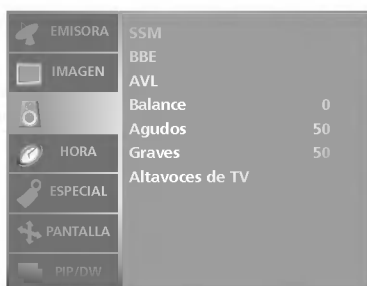 EMISORA
IMAGEN
HORA
ESPECIAL
PANTALLA
PIP/DW
SSM
BBE
AVL
Balance 0
Agudos 50
Graves 50
Altavoces de TV